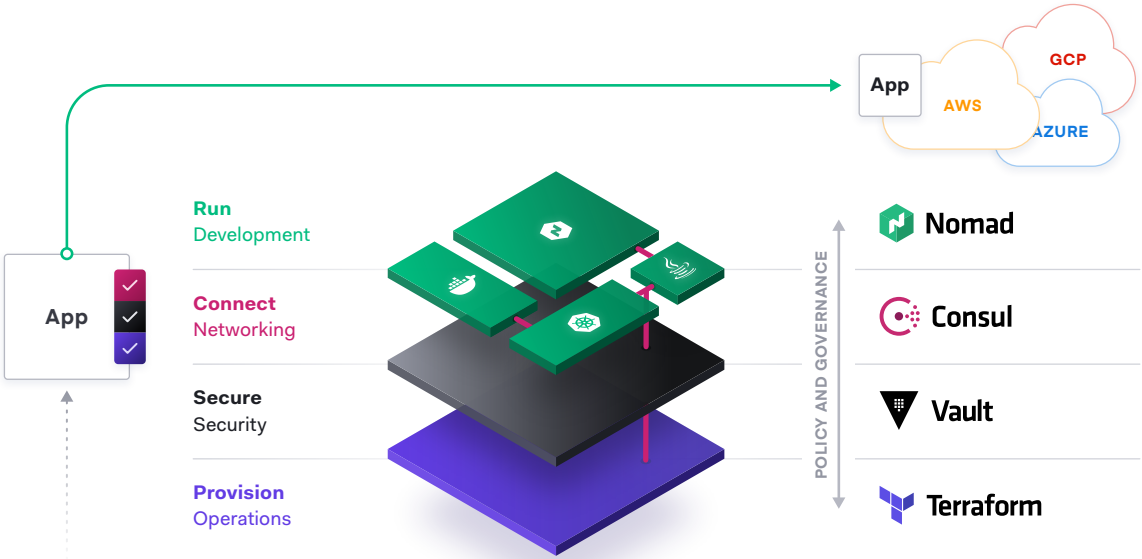 App
GCP
AWS
AZURE
Run
Development
Nomad
App
Connect
Networking
Consul
POLICY AND GOVERNANCE
Secure
Security
Vault
Provision
Operations
Terraform